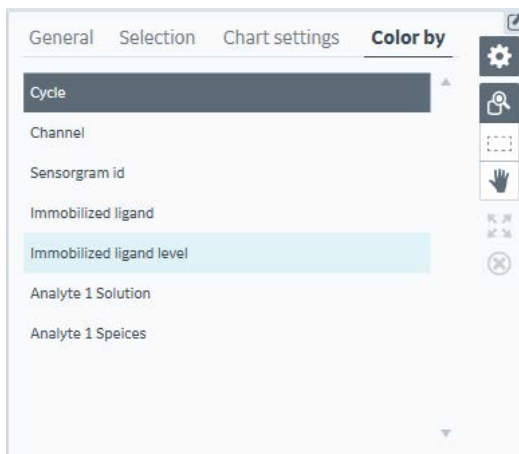 General Selection Chart settings Color by
Cycle
Channel
Sensorgram id
Immobilized ligand
Immobilized ligand level
Analyte 1 Solution
Analyte 1 Speices